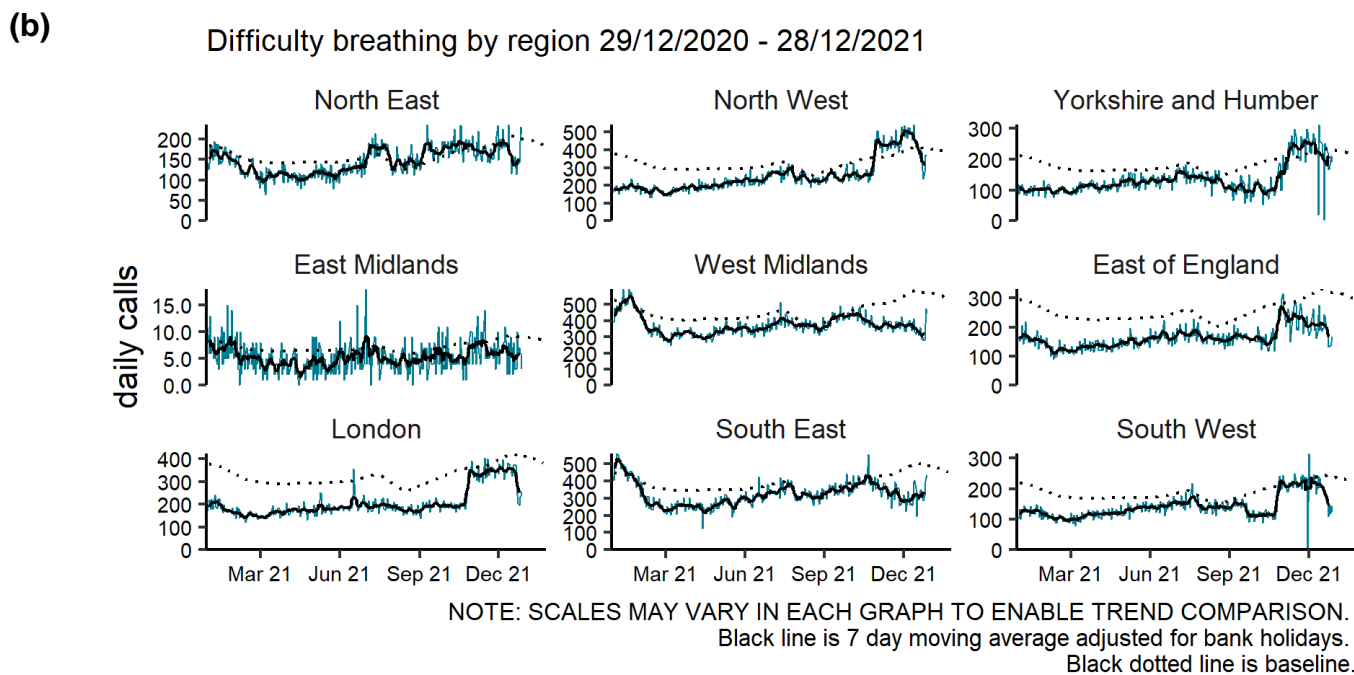 (b)
Difficulty breathing by region 29/12/2020 - 28/12/2021
North East
200
150
100
50
0
North West
500
400
300
200
100
0
Yorkshire and Humber
300
200
100
0
daily calls
East Midlands
15.0
10.0
5.0
0.0
West Midlands
500
400
300
200
100
0
East of England
300
200
100
0
London
400
300
200
100
0
Mar 21 Jun 21 Sep 21 Dec 21
South East
500
400
300
200
100
0
Mar 21 Jun 21 Sep 21 Dec 21
South West
300
200
100
0
Mar 21 Jun 21 Sep 21 Dec 21
NOTE: SCALES MAY VARY IN EACH GRAPH TO ENABLE TREND COMPARISON.
Black line is 7 day moving average adjusted for bank holidays.
Black dotted line is baseline.